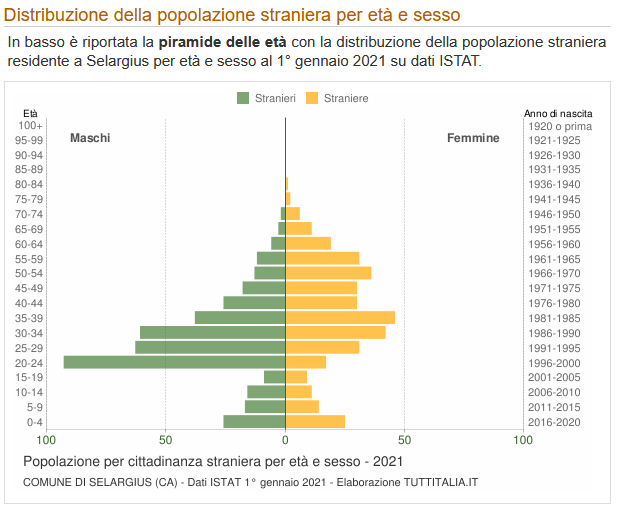 Distribuzione della popolazione straniera per età e sesso
In basso è riportata la piramide delle età con la distribuzione della popolazione straniera
residente a Selargius per età e sesso al 1° gennaio 2021 su dati ISTAT.
Stranieri Straniere
Età Anno di nascita
100+ 1920 o prima
95-99 Maschi Femmine 1921-1925
90-94 1926-1930
85-89 1931-1935
80-84 1936-1940
75-79 1941-1945
70-74 1946-1950
65-69 1951-1955
60-64 1956-1960
55-59 1961-1965
50-54 1966-1970
45-49 1971-1975
40-44 1976-1980
35-39 1981-1985
30-34 1986-1990
25-29 1991-1995
20-24 1996-2000
15-19 2001-2005
10-14 2006-2010
5-9 2011-2015
0-4 2016-2020
100 50 0 50 100
Popolazione per cittadinanza straniera per età e sesso - 2021
COMUNE DI SELARGIUS (CA) - Dati ISTAT 1° gennaio 2021 - Elaborazione TUTTITALIA.IT